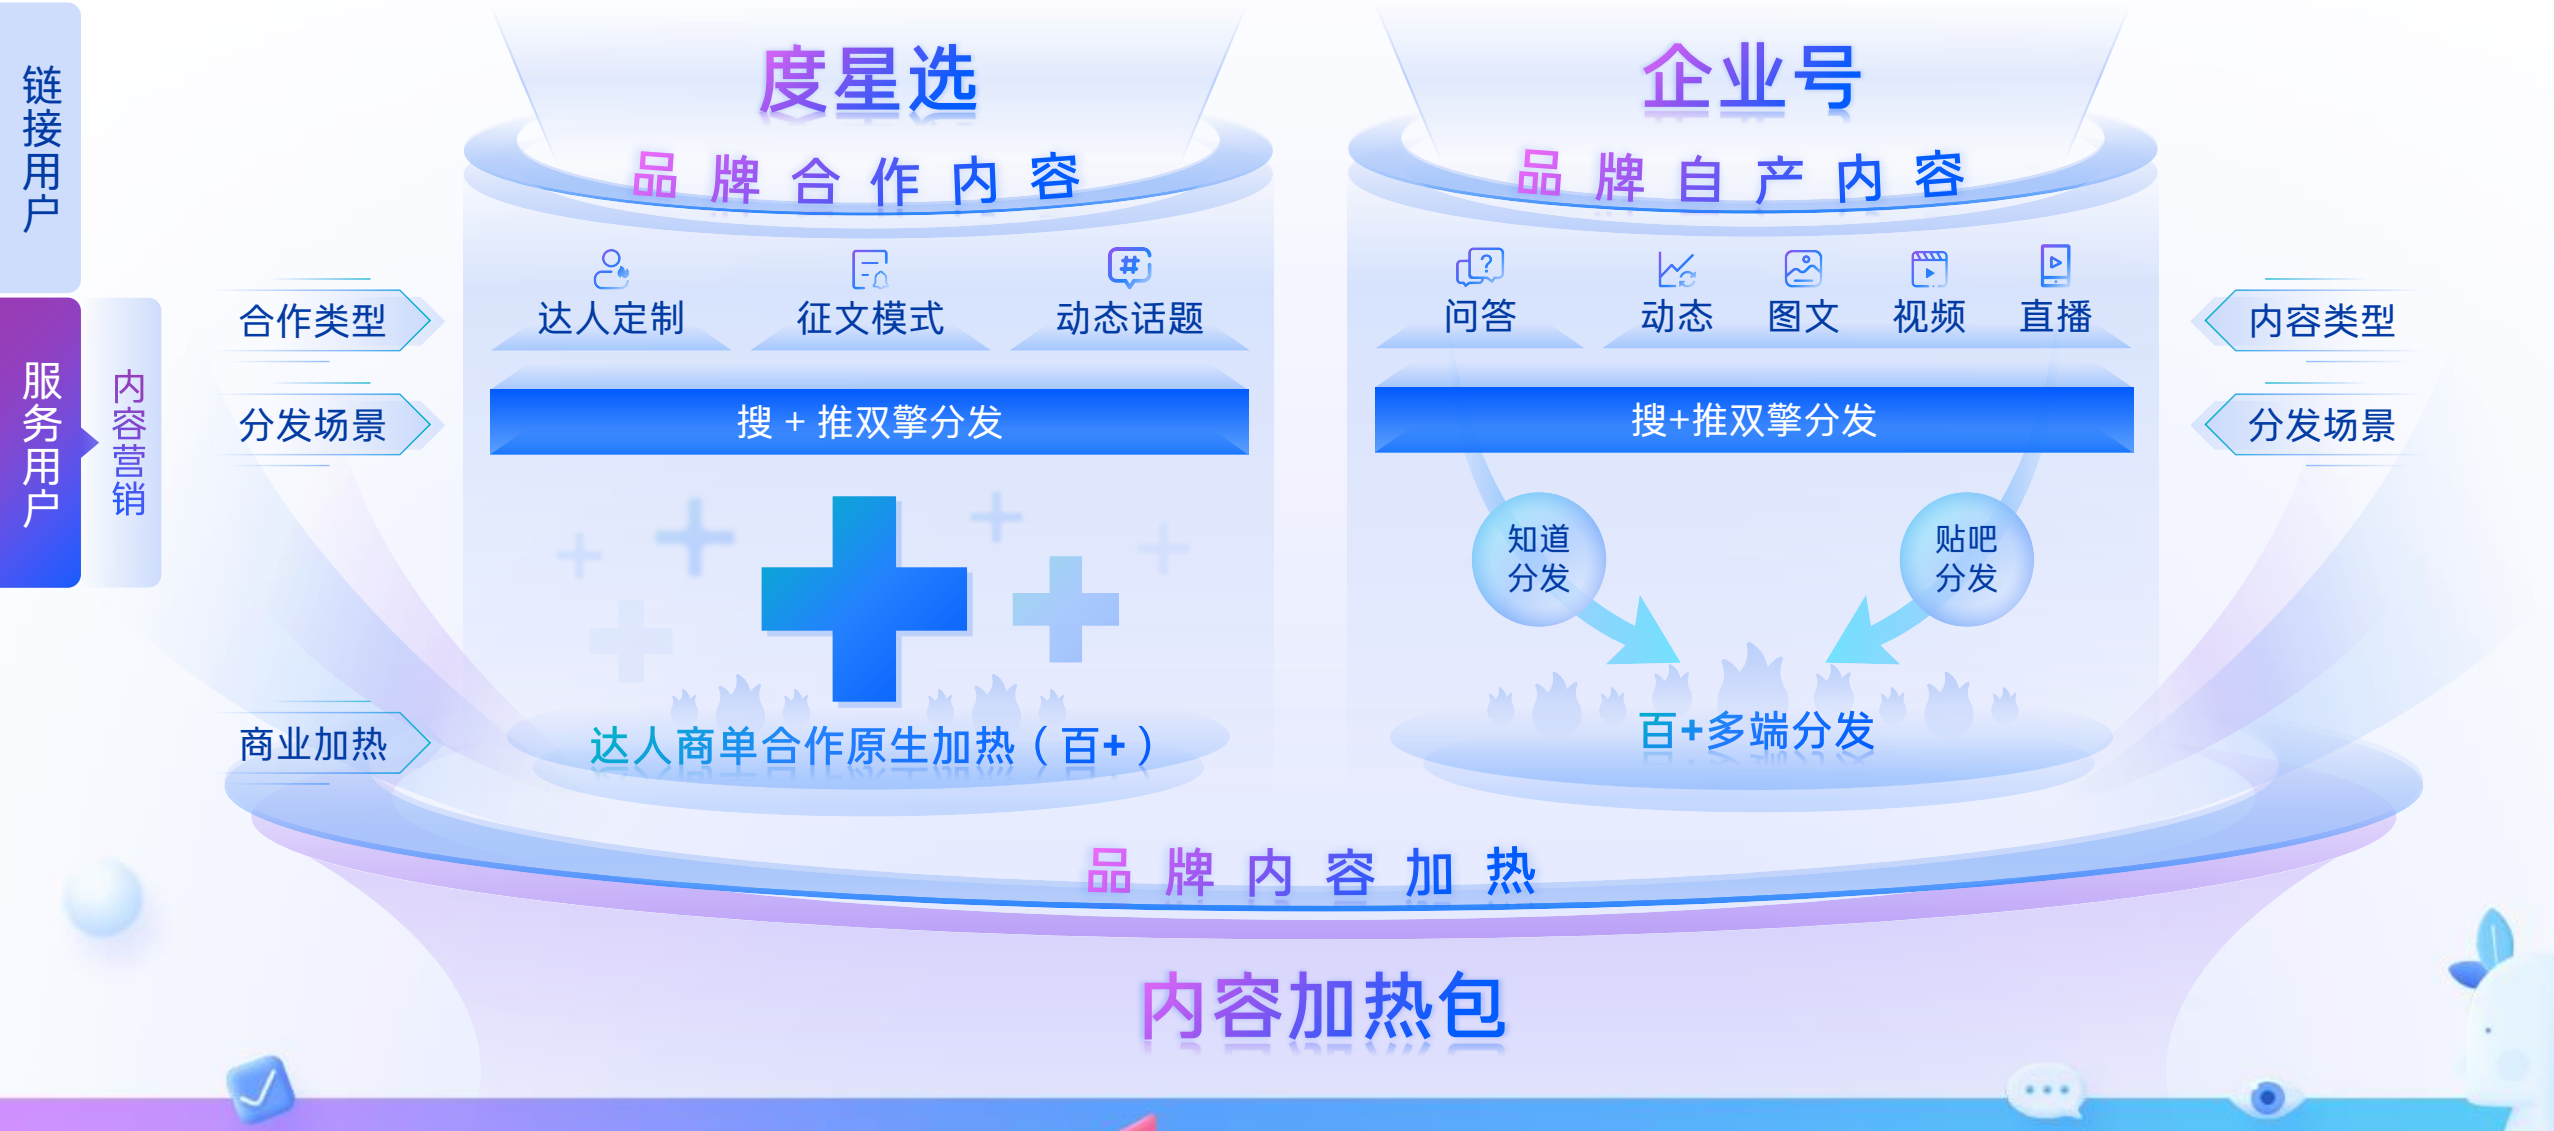 链接用户
服务用户
内容营销
度星选
品牌合作内容
合作类型
达人定制
征文模式
动态话题
分发场景
搜 + 推双擎分发
商业加热
达人商单合作原生加热（百+）
企业号
品牌自产内容
问答
动态
图文
视频
直播
内容类型
搜+推双擎分发
分发场景
知道
分发
贴吧
分发
百+多端分发
品牌内容加热
内容加热包